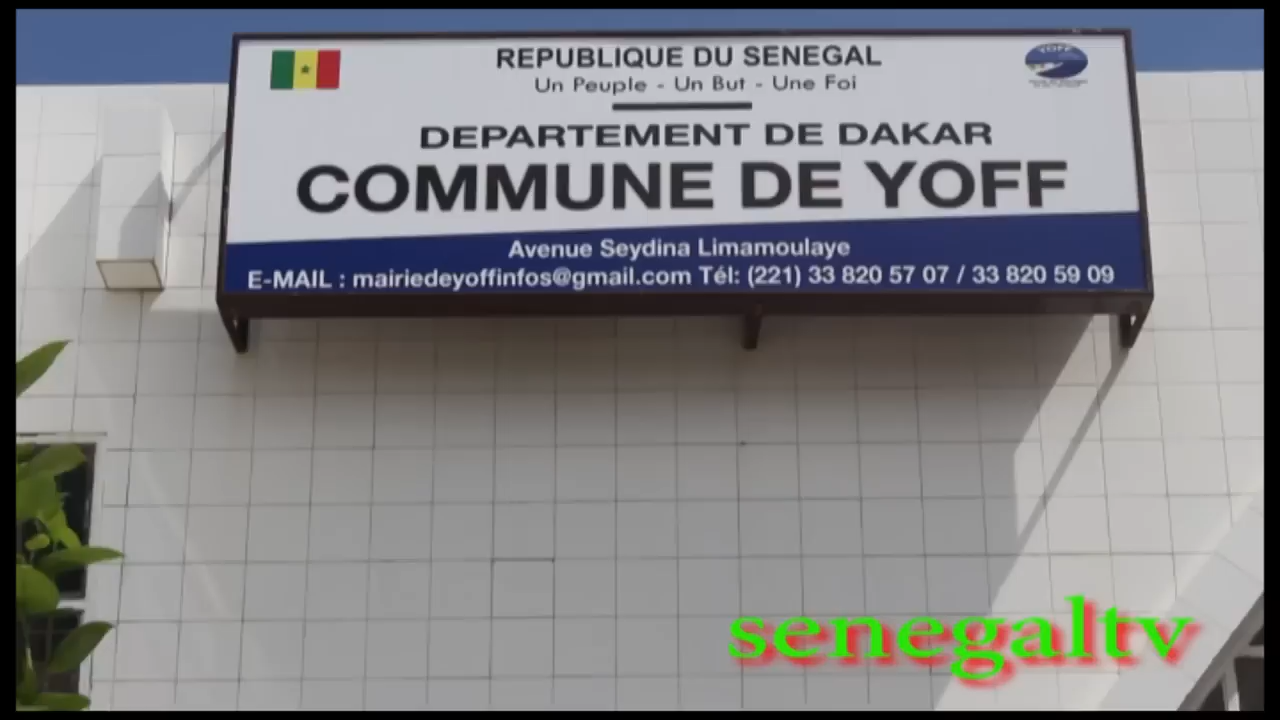 REPUBLIQUE DU SENEGAL
Un Peuple - Un But - Une Foi
YOFF
DEPARTEMENT DE DAKAR
COMMUNE DE YOFF
Avenue Seydina Limamoulaye
E-MAIL : mairiedeyoffinfos@gmail.com Tél: (221) 33 820 57 07 / 33 820 59 09
senegaltv